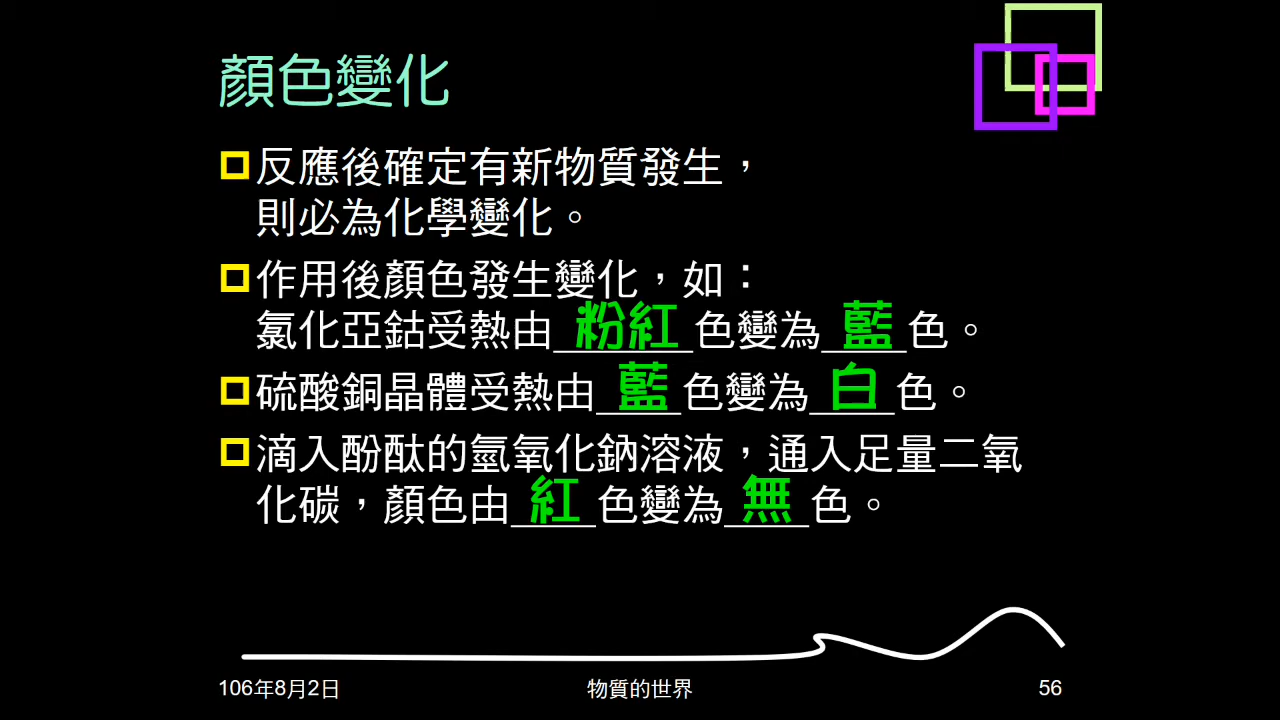 顏色變化
反應後確定有新物質發生，
則必為化學變化。
作用後顏色發生變化，如：
氯化亞鈷受熱由粉紅色變為藍色。
硫酸銅晶體受熱由藍色變為白色。
滴入酚酞的氫氧化鈉溶液，通入足量二氧
化碳，顏色由紅色變為無色。
106年8月2日
物質的世界
56